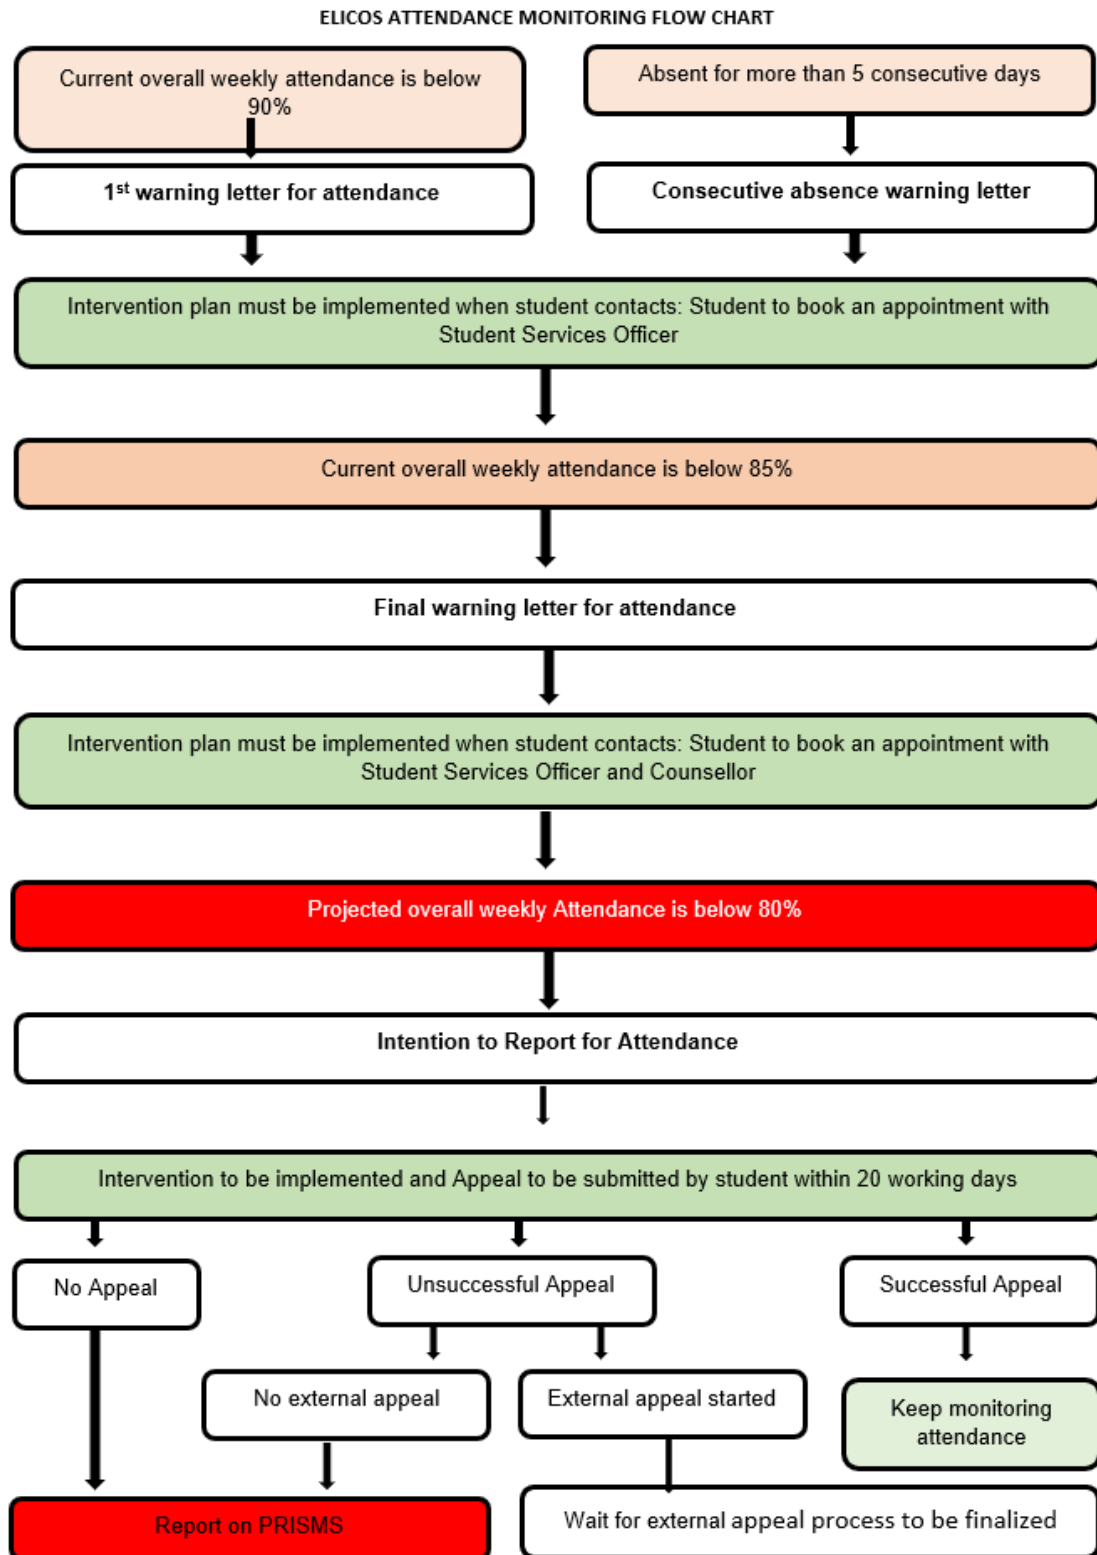 ELICOS ATTENDANCE MONITORING FLOW CHART
Current overall weekly attendance is below
90%
Absent for more than 5 consecutive days
1st warning letter for attendance
Consecutive absence warning letter
Intervention plan must be implemented when student contacts: Student to book an appointment with
Student Services Officer
Current overall weekly attendance is below 85%
Final warning letter for attendance
Intervention plan must be implemented when student contacts: Student to book an appointment with
Student Services Officer and Counsellor
Projected overall weekly Attendance is below 80%
Intention to Report for Attendance
Intervention to be implemented and Appeal to be submitted by student within 20 working days
No Appeal
Unsuccessful Appeal
Successful Appeal
No external appeal
External appeal started
Keep monitoring
attendance
Report on PRISMS
Wait for external appeal process to be finalized